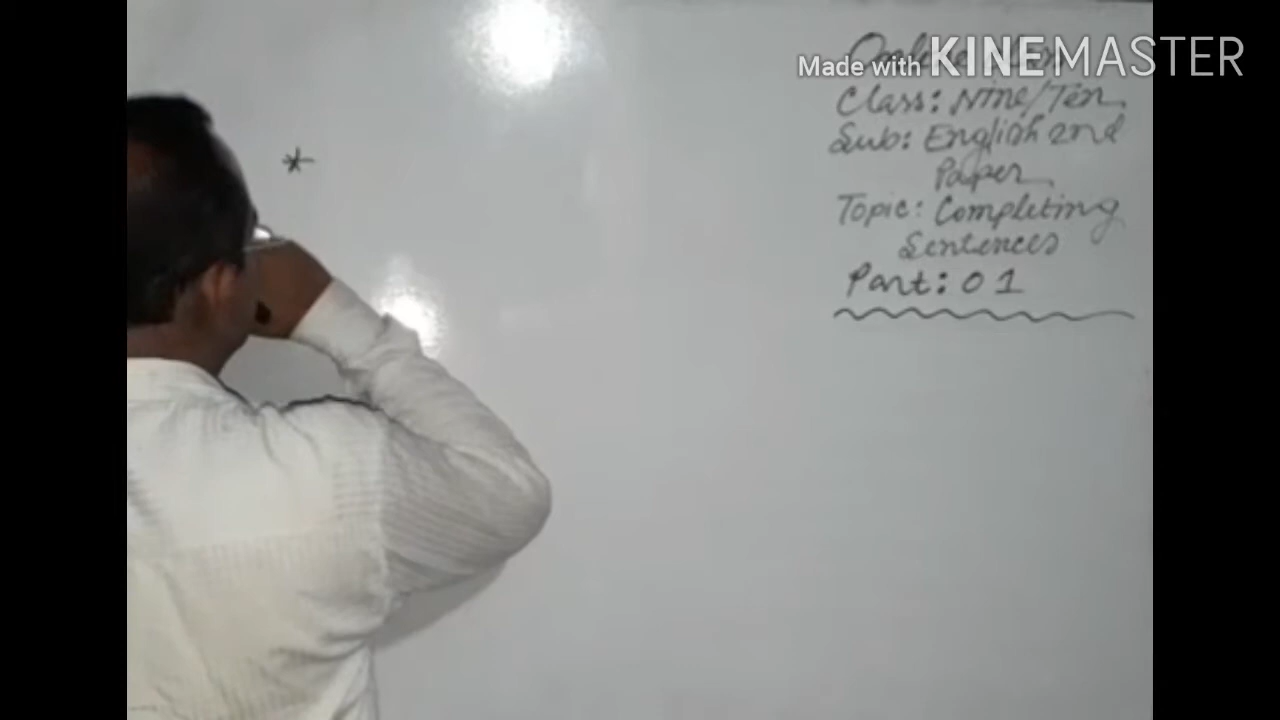 Made with KINEMASTER
Class: Nine/Ten
Sub: English 2nd
Paper
Topic: Completing
Sentences
Part: 01
*